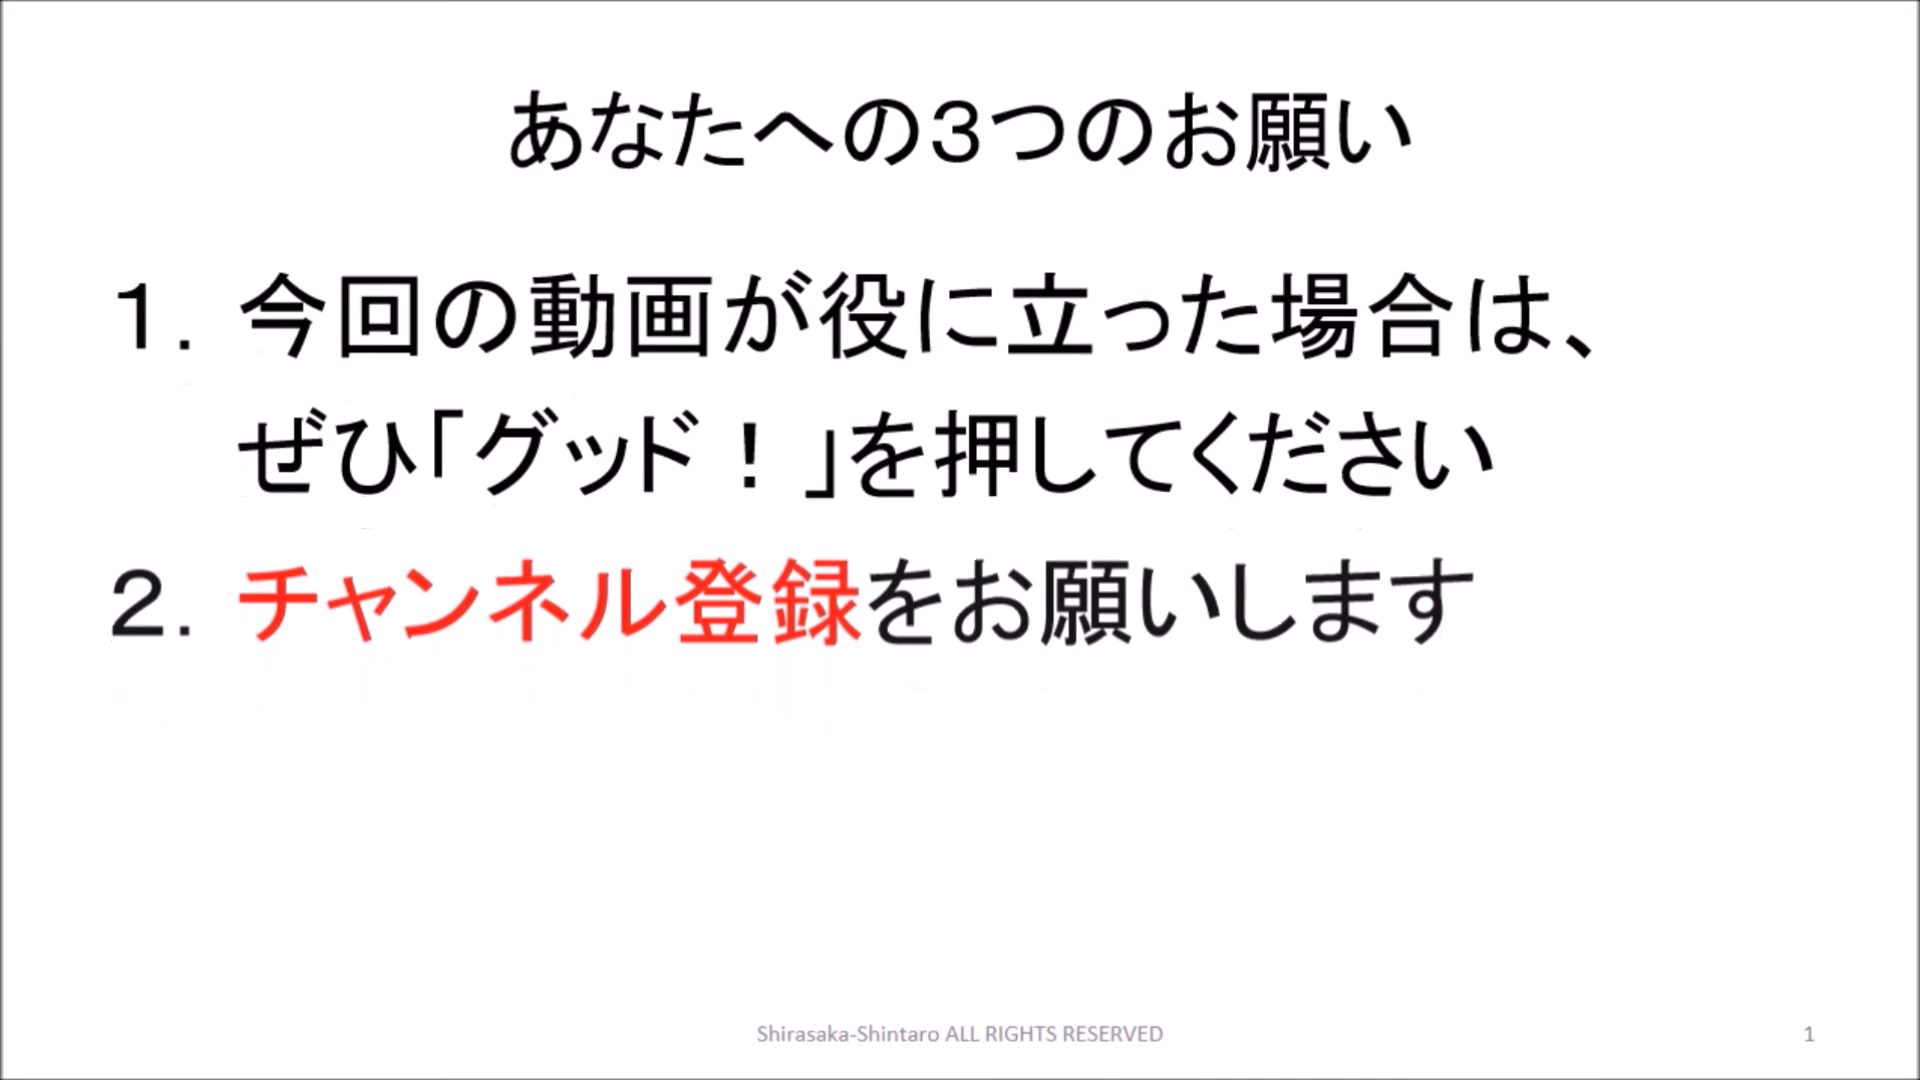 あなたへの３つのお願い
１．今回の動画が役に立った場合は、
ぜひ「グッド！」を押してください
２．チャンネル登録をお願いします
Shirasaka-Shintaro ALL RIGHTS RESERVED
1